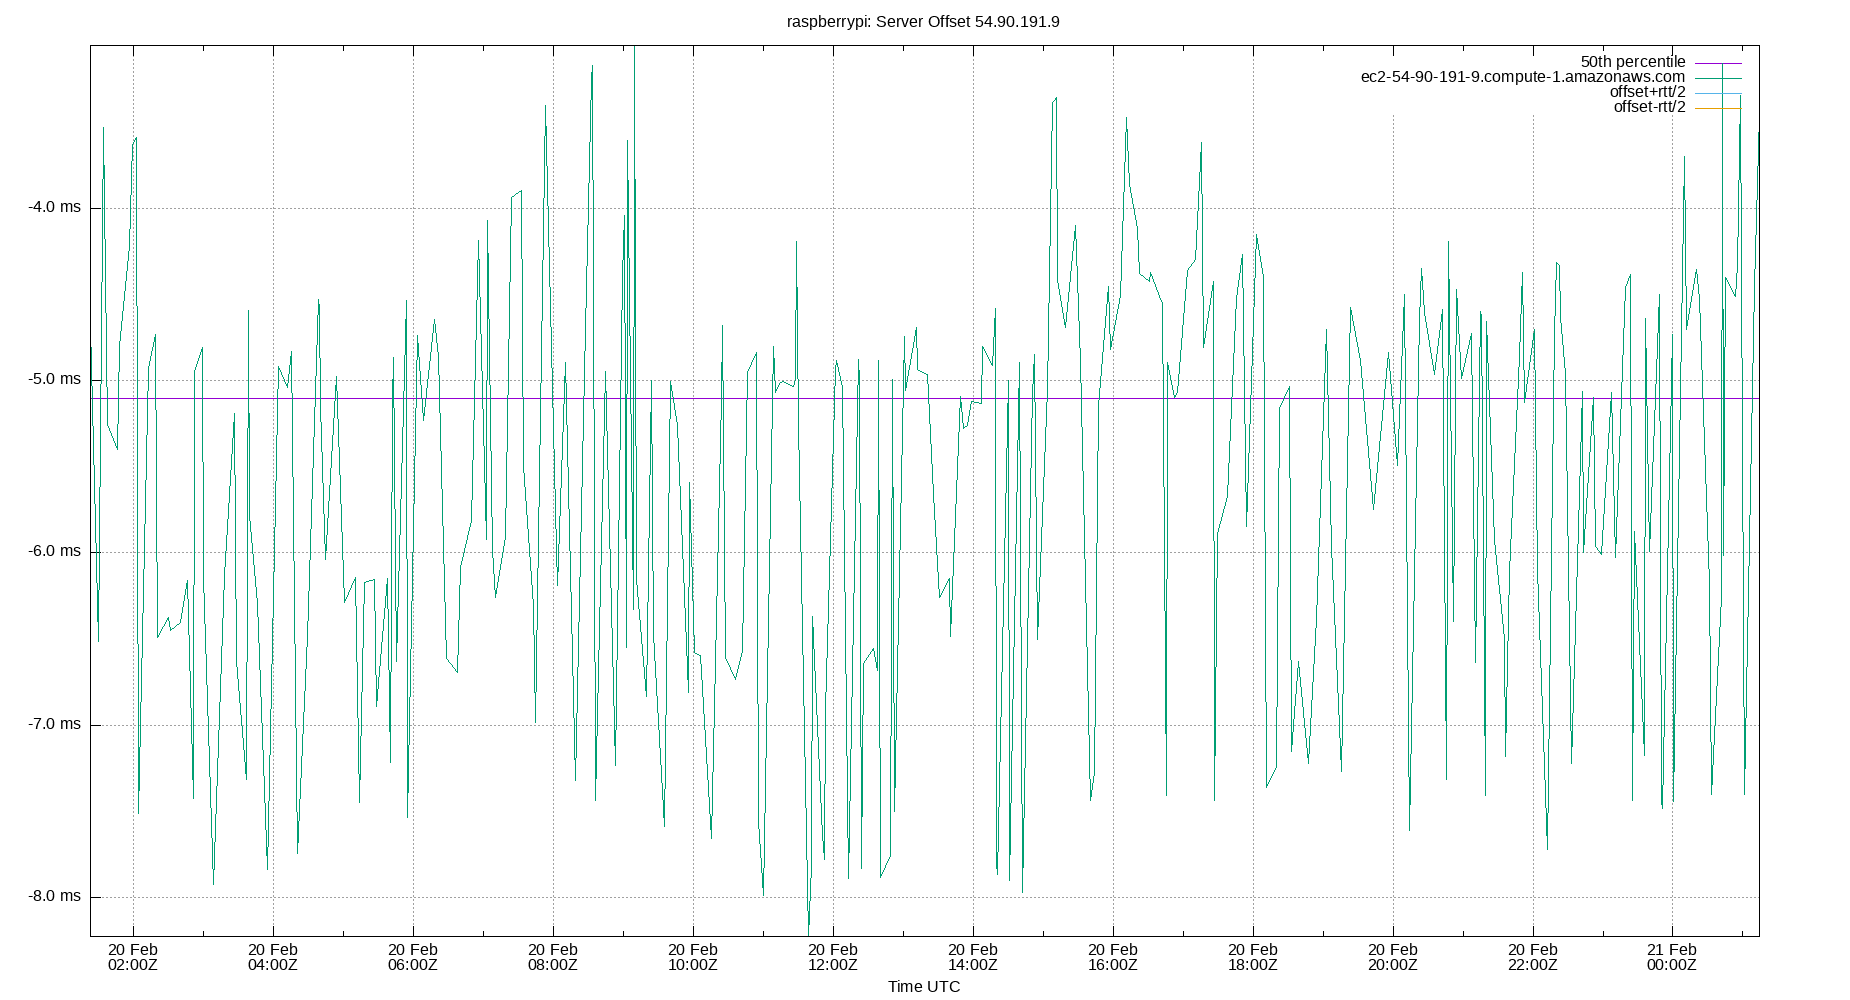 raspberrypi: Server Offset 54.90.191.9
50th percentile
ec2-54-90-191-9.compute-1.amazonaws.com
offset+rtt/2
offset-rtt/2
-4.0 ms
-5.0 ms
-6.0 ms
-7.0 ms
-8.0 ms
20 Feb 20 Feb 20 Feb 20 Feb 20 Feb 20 Feb 20 Feb 20 Feb 20 Feb 20 Feb 20 Feb 21 Feb
02:00Z 04:00Z 06:00Z 08:00Z 10:00Z 12:00Z 14:00Z 16:00Z 18:00Z 20:00Z 22:00Z 00:00Z
Time UTC